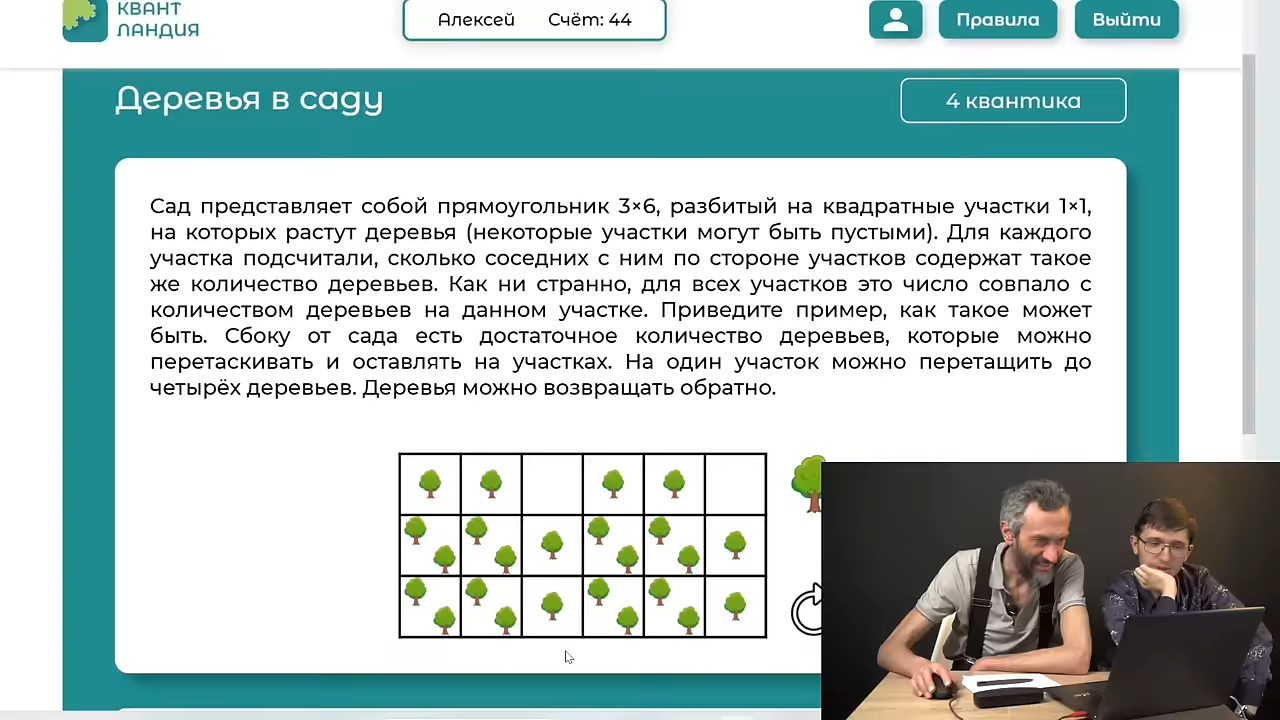 КВАНТ
ЛАНДИЯ
Алексей Счёт: 44
Правила
Выйти
Деревья в саду
4 квантика
Сад представляет собой прямоугольник 3×6, разбитый на квадратные участки 1×1,
на которых растут деревья (некоторые участки могут быть пустыми). Для каждого
участка подсчитали, сколько соседних с ним по стороне участков содержат такое
же количество деревьев. Как ни странно, для всех участков это число совпало с
количеством деревьев на данном участке. Приведите пример, как такое может
быть. Сбоку от сада есть достаточное количество деревьев, которые можно
перетаскивать и оставлять на участках. На один участок можно перетащить до
четырёх деревьев. Деревья можно возвращать обратно.